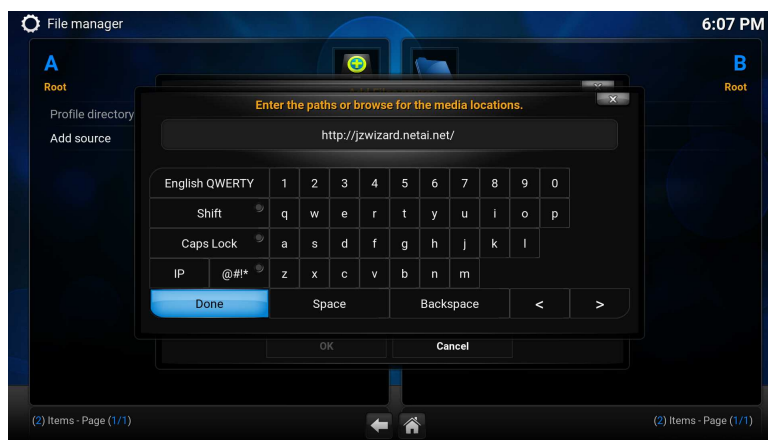 File manager
6:07 PM
A
B
Root
Root
Profile directory
Add source
Enter the paths or browse for the media locations.
http://jzwizard.netai.net/
English QWERTY 1 2 3 4 5 6 7 8 9 0
Shift q w e r t y u i o p
Caps Lock a s d f g h j k l
IP @#!* z x c v b n m
Done Space Backspace < >
OK Cancel
(2) Items - Page (1/1)
(2) Items - Page (1/1)